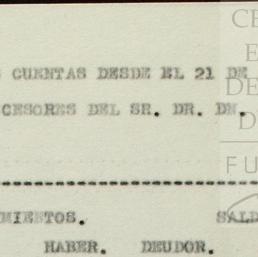 CUENTAS DESDE EL 21 DE
CESORES DEL SR. DR. DN.
MIENTOS. SALD
HABER. DEUDOR.